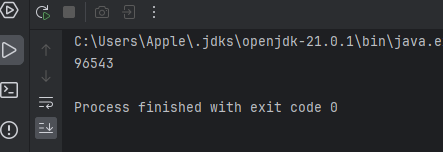 C:\Users\Apple\.jdks\openjdk-21.0.1\bin\java.e
96543
Process finished with exit code 0